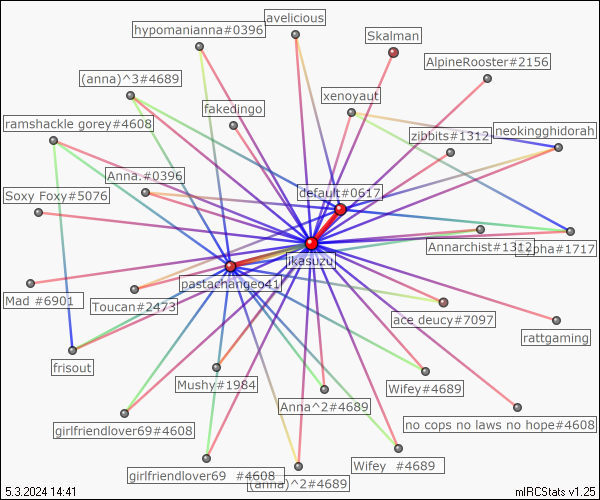 avelicious
hypomanianna#0396
Skalman
AlpineRooster#2156
(anna)^3#4689
xenoyaut
fakedingo
ramshackle gorey#4608
zibbits#1312
neokingghidorah
Anna.#0396
default#0617
Soxy Foxy#5076
Annarchist#1312
ikasuzu
pastachangeo41
Mad #6901
Toucan#2473
ace deucy#7097
rattgaming
frisout
Mushy#1984
Wifey#4689
Anna^2#4689
no cops no laws no hope#4608
girlfriendlover69#4608
Wifey #4689
girlfriendlover69 #4608
(anna)^2#4689
5.3.2024 14:41
mIRCStats v1.25